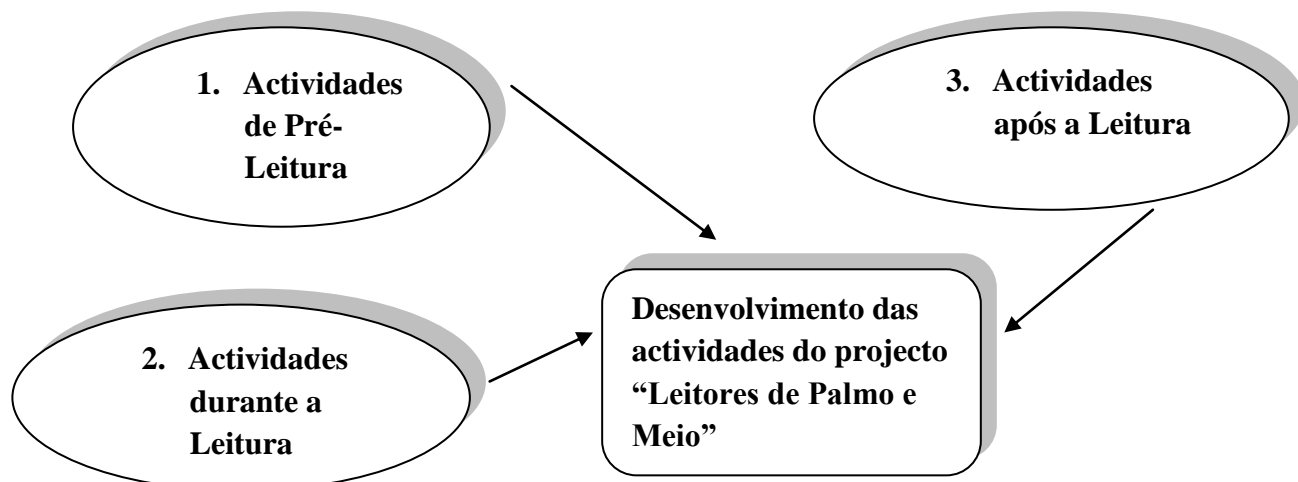 1. Actividades
de Pré-
Leitura
3. Actividades
após a Leitura
2. Actividades
durante a
Leitura
Desenvolvimento das
actividades do projecto
“Leitores de Palmo e
Meio”